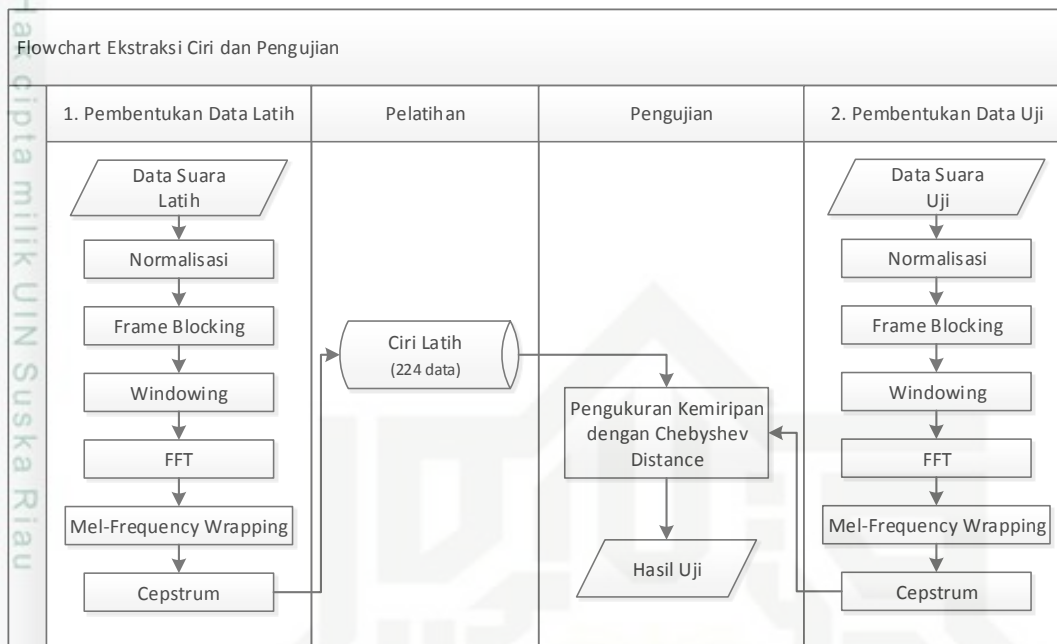 Hak cipta milik UIN Suska Riau
Flowchart Ekstraksi Ciri dan Pengujian
1. Pembentukan Data Latih
Pelatihan
Pengujian
2. Pembentukan Data Uji
Data Suara
Latih
Normalisasi
Frame Blocking
Windowing
FFT
Mel-Frequency Wrapping
Cepstrum
Ciri Latih
(224 data)
Pengukuran Kemiripan
dengan Chebyshev
Distance
Hasil Uji
Data Suara
Uji
Normalisasi
Frame Blocking
Windowing
FFT
Mel-Frequency Wrapping
Cepstrum